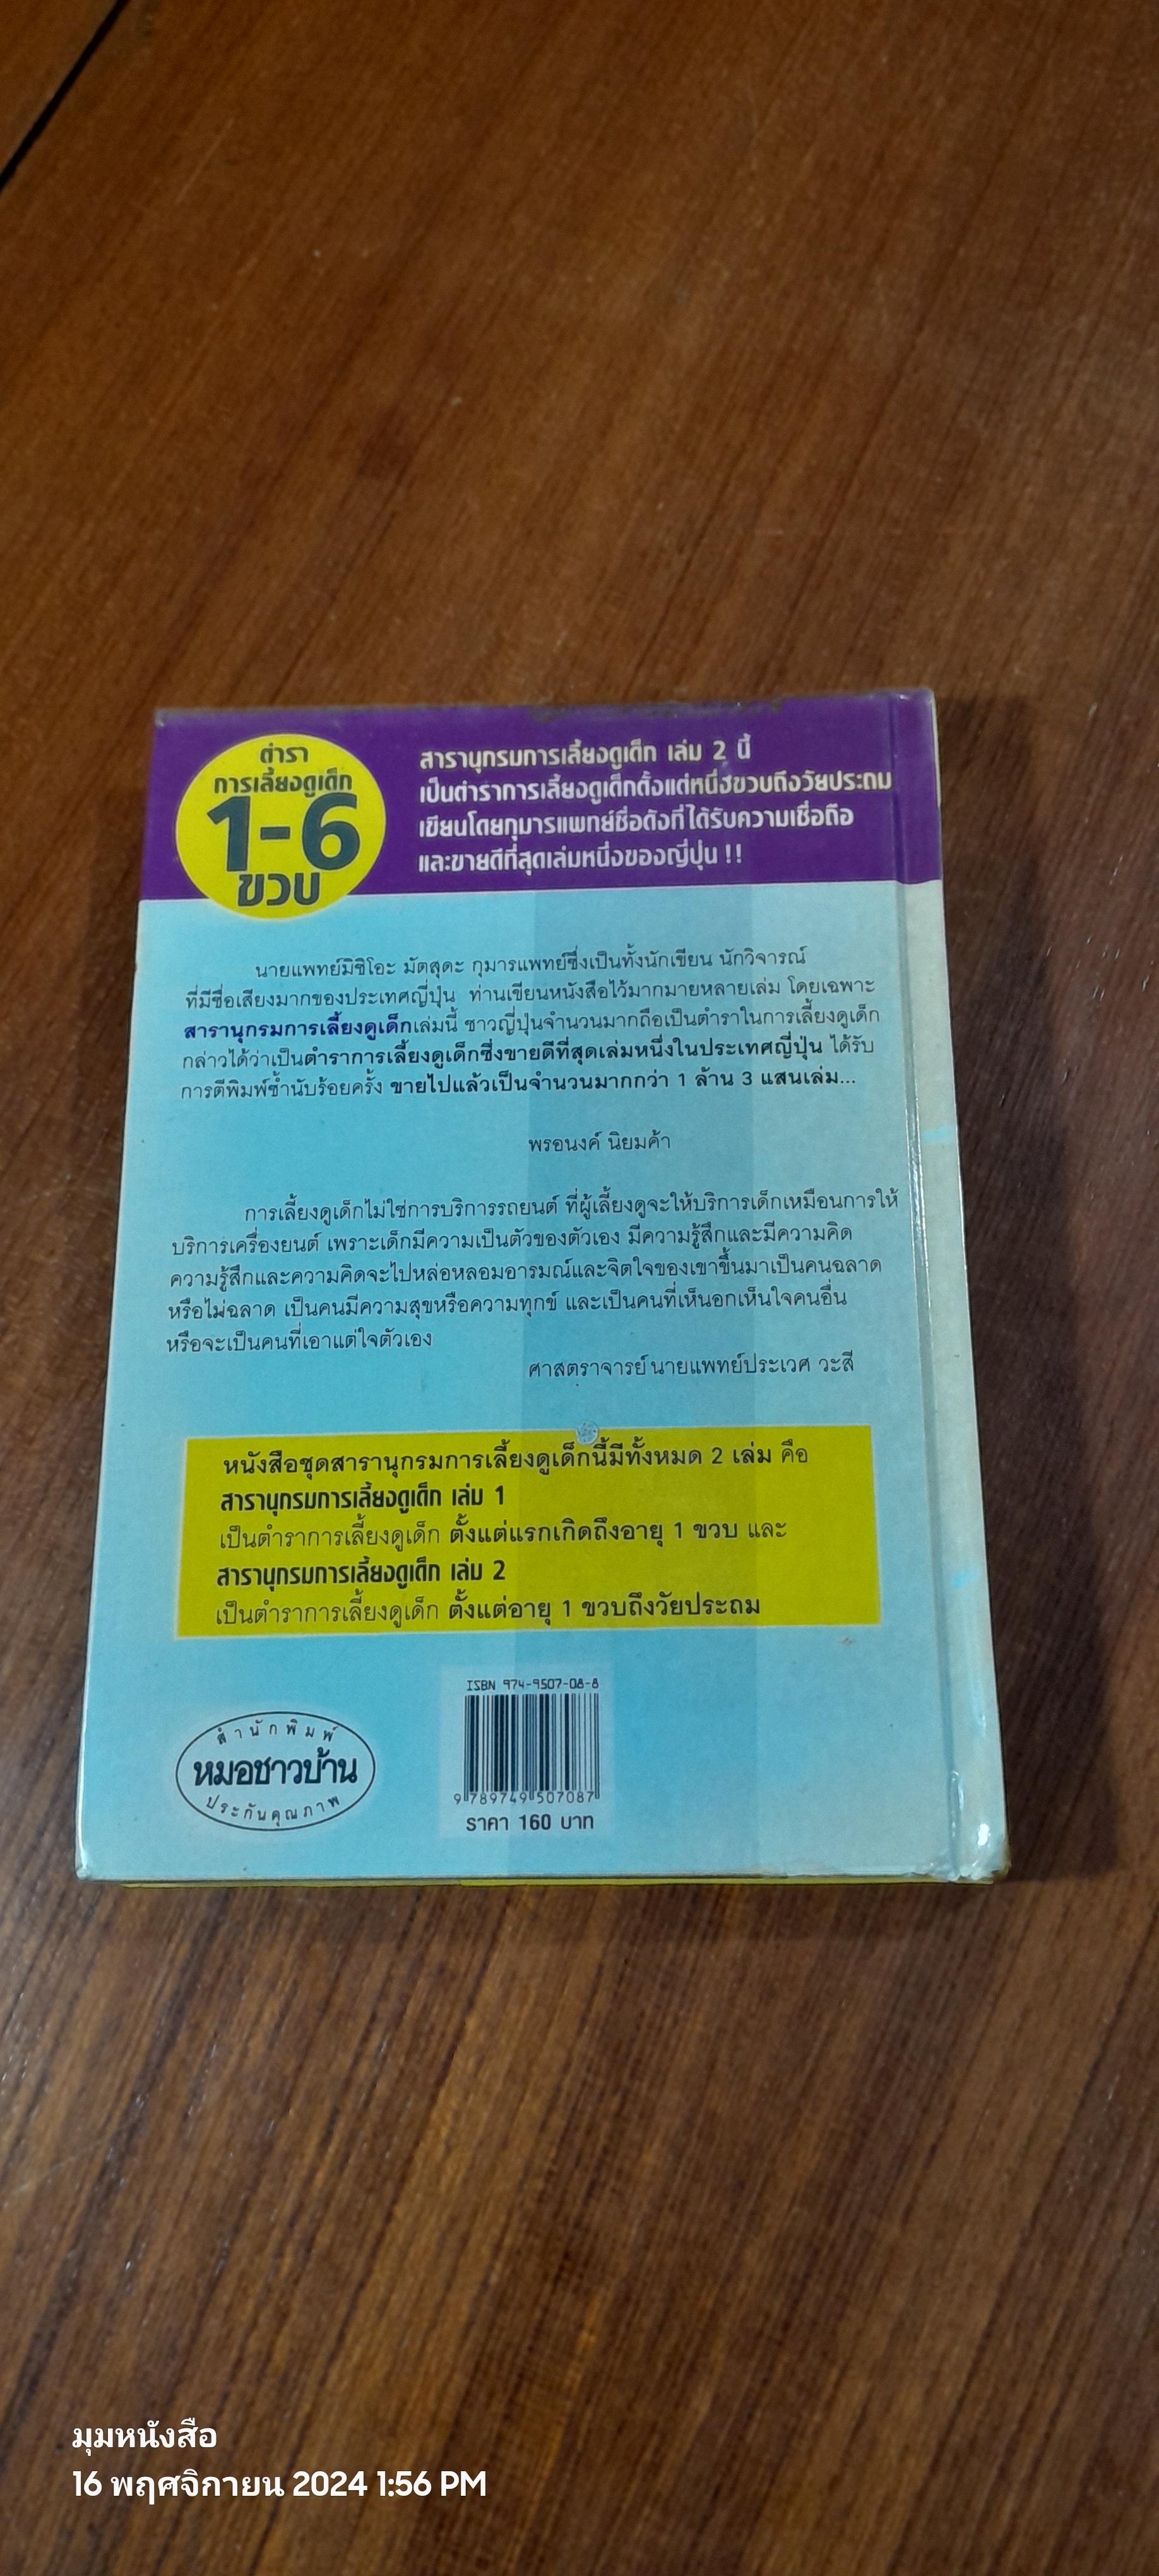 ตำรา
การเลี้ยงดูเด็ก
1-6
ขวบ
สารานุกรมการเลี้ยงดูเด็ก เล่ม 2 นี้
เป็นตำราการเลี้ยงดูเด็กตั้งแต่หนึ่งขวบถึงวัยประถม
เขียนโดยกุมารแพทย์ชื่อดังที่ได้รับความเชื่อถือ
และขายดีที่สุดเล่มหนึ่งของญี่ปุ่น !!
นายแพทย์มิชิโอะ มัตสุดะ กุมารแพทย์ซึ่งเป็นทั้งนักเขียน นักวิจารณ์
ที่มีชื่อเสียงมากของประเทศญี่ปุ่น ท่านเขียนหนังสือไว้มากมายหลายเล่ม โดยเฉพาะ
สารานุกรมการเลี้ยงดูเด็กเล่มนี้ ชาวญี่ปุ่นจำนวนมากถือเป็นตำราในการเลี้ยงดูเด็ก
กล่าวได้ว่าเป็นตำราการเลี้ยงดูเด็กซึ่งขายดีที่สุดเล่มหนึ่งในประเทศญี่ปุ่น ได้รับ
การตีพิมพ์ซ้ำนับร้อยครั้ง ขายไปแล้วเป็นจำนวนมากกว่า 1 ล้าน 3 แสนเล่ม...
พรอนงค์ นิยมค้า
การเลี้ยงดูเด็กไม่ใช่การบริการรถยนต์ ที่ผู้เลี้ยงดูจะให้บริการเด็กเหมือนการให้
บริการเครื่องยนต์ เพราะเด็กมีความเป็นตัวของตัวเอง มีความรู้สึกและมีความคิด
ความรู้สึกและความคิดจะไปหล่อหลอมอารมณ์และจิตใจของเขาขึ้นมาเป็นคนฉลาด
หรือไม่ฉลาด เป็นคนมีความสุขหรือความทุกข์ และเป็นคนที่เห็นอกเห็นใจคนอื่น
หรือจะเป็นคนที่เอาแต่ใจตัวเอง
ศาสตราจารย์นายแพทย์ประเวศ วะสี
หนังสือชุดสารานุกรมการเลี้ยงดูเด็กนี้มีทั้งหมด 2 เล่ม คือ
สารานุกรมการเลี้ยงดูเด็ก เล่ม 1
เป็นตำราการเลี้ยงดูเด็ก ตั้งแต่แรกเกิดถึงอายุ 1 ขวบ และ
สารานุกรมการเลี้ยงดูเด็ก เล่ม 2
เป็นตำราการเลี้ยงดูเด็ก ตั้งแต่อายุ 1 ขวบถึงวัยประถม
สำนักพิมพ์
หมอชาวบ้าน
ประกันคุณภาพ
ISBN 974-9507-08-8
9 789749 507087
ราคา 160 บาท
มุมหนังสือ
16 พฤศจิกายน 2024 1:56 PM